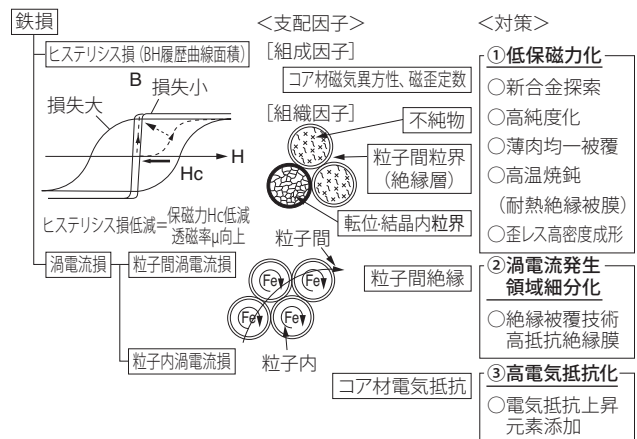 鉄損
<支配因子>
<対策>
ヒステリシス損(BH履歴曲線面積)
[組成因子]
コア材磁気異方性、磁歪定数
B
損失小
損失大
H
Hc
[組織因子]
不純物
粒子間粒界
(絶縁層)
転位・結晶内粒界
ヒステリシス損低減=保磁力Hc低減
透磁率μ向上
渦電流損
粒子間渦電流損
粒子内渦電流損
粒子間
Fe
Fe
Fe
Fe
粒子内
粒子間絶縁
コア材電気抵抗
①低保磁力化
○新合金探索
○高純度化
○薄肉均一被覆
○高温焼鈍
(耐熱絶縁被膜)
○歪レス高密度成形
②渦電流発生
領域細分化
○絶縁被覆技術
高抵抗絶縁膜
③高電気抵抗化
○電気抵抗上昇
元素添加